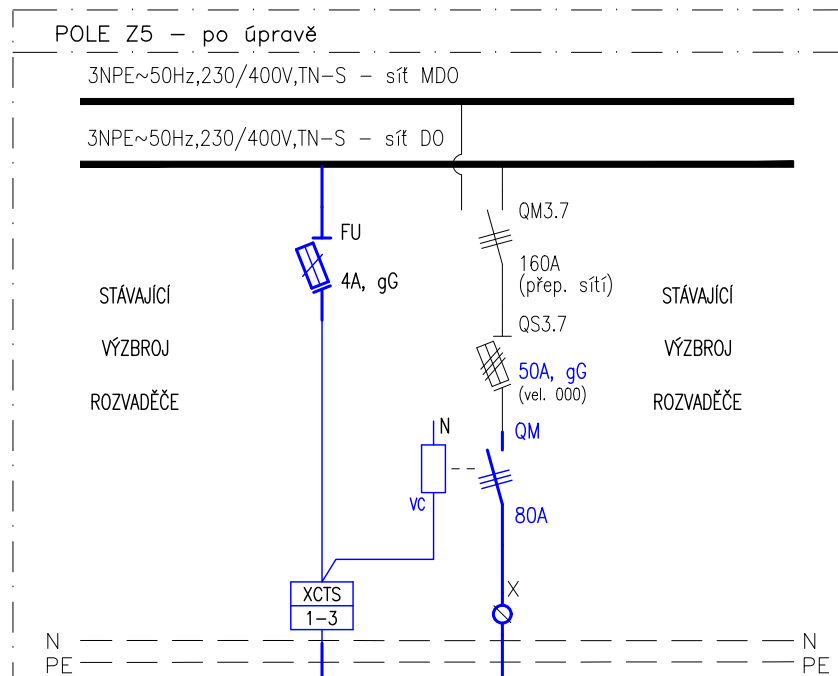 POLE Z5 – po úpravě
3NPE~50Hz,230/400V,TN-S – síť MDO
3NPE~50Hz,230/400V,TN-S – síť DO
FU
4A, gG
QM3.7
160A
(přep. sítí)
STÁVAJÍCÍ
VÝZBROJ
ROZVADĚČE
STÁVAJÍCÍ
VÝZBROJ
ROZVADĚČE
QS3.7
50A, gG
(vel. 000)
N
QM
vc
80A
XCTS
1-3
X
N
N
PE
PE